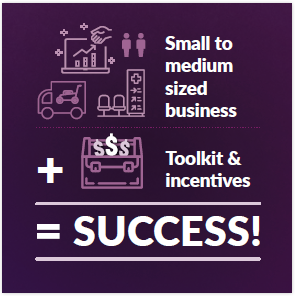 Small to
medium
sized
business
$$$
+
Toolkit &
incentives
= SUCCESS!